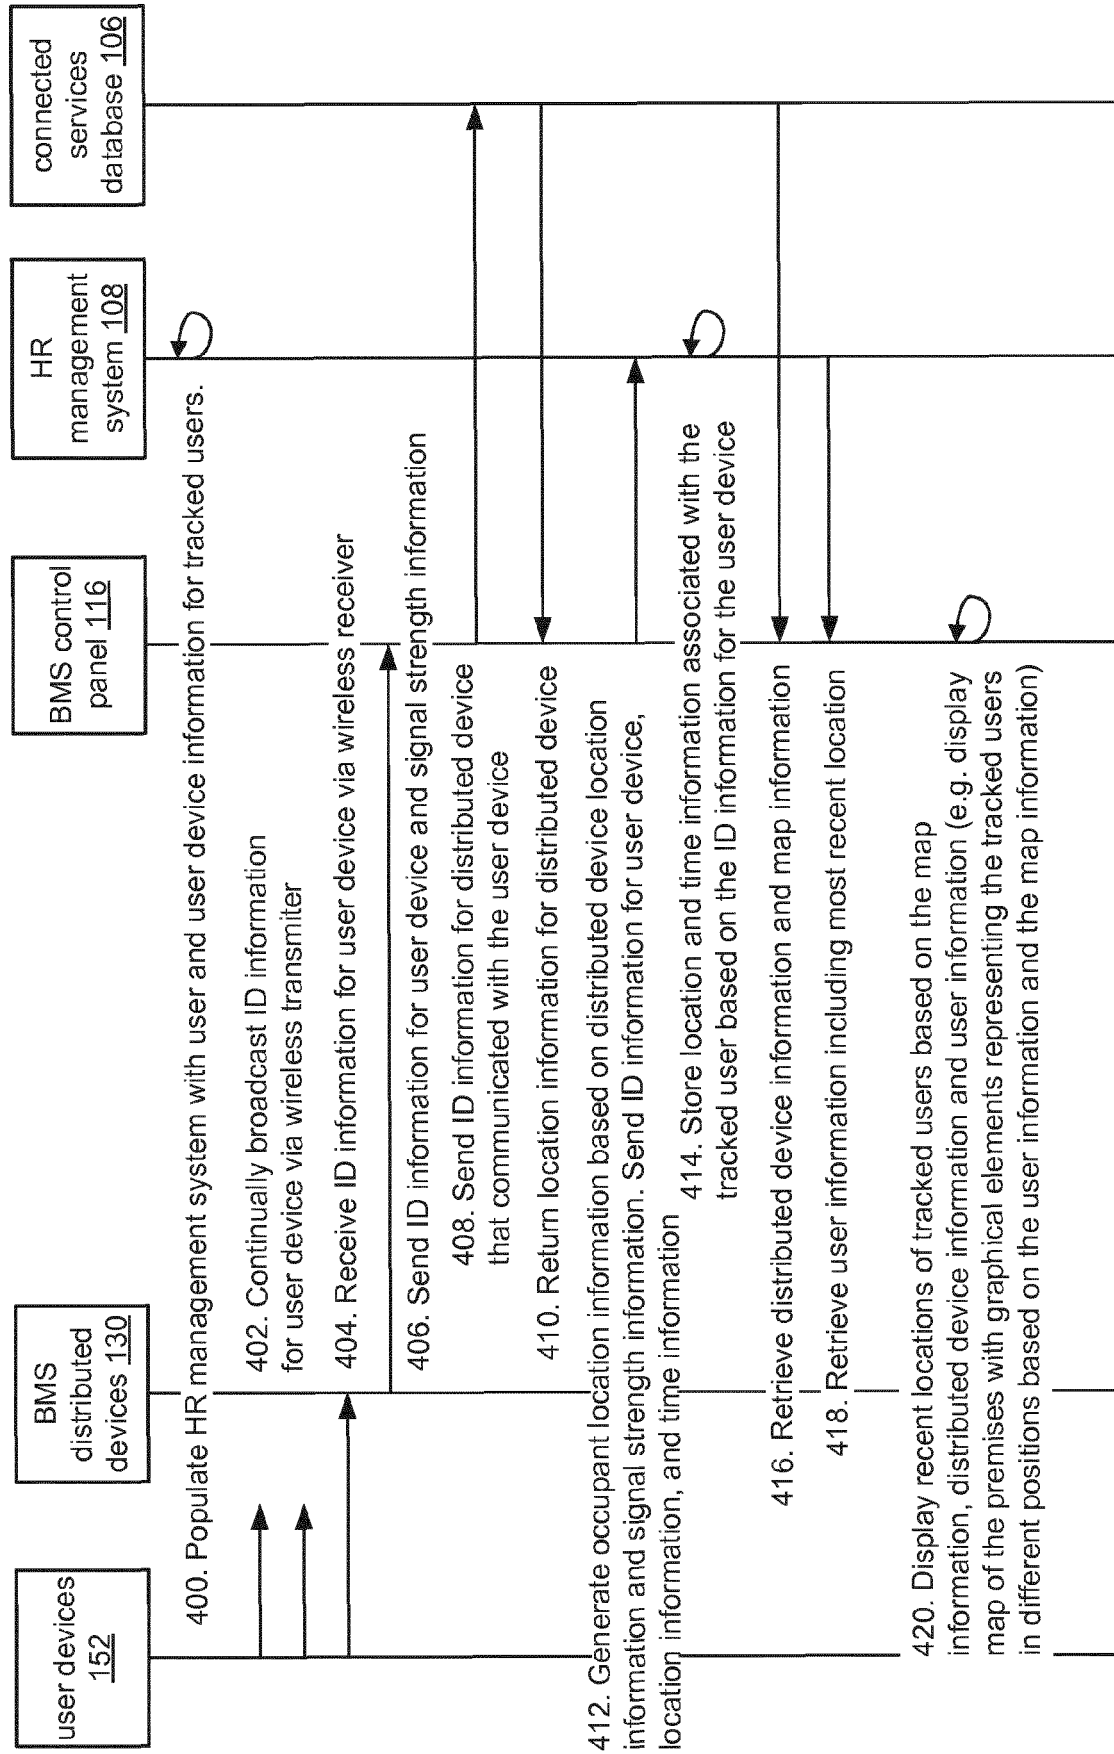 user devices
152
BMS
distributed
devices 130
BMS control
panel 116
HR
management
system 108
connected
services
database 106
400. Populate HR management system with user and user device information for tracked users.
402. Continually broadcast ID information
for user device via wireless transmiter
404. Receive ID information for user device via wireless receiver
406. Send ID information for user device and signal strength information
408. Send ID information for distributed device
that communicated with the user device
410. Return location information for distributed device
412. Generate occupant location information based on distributed device location
information and signal strength information. Send ID information for user device,
location information, and time information
414. Store location and time information associated with the
tracked user based on the ID information for the user device
416. Retrieve distributed device information and map information
418. Retrieve user information including most recent location
420. Display recent locations of tracked users based on the map
information, distributed device information and user information (e.g. display
map of the premises with graphical elements representing the tracked users
in different positions based on the user information and the map information)